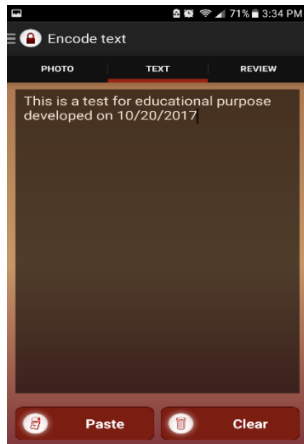 71% 3:34 PM
Encode text
PHOTO TEXT REVIEW
This is a test for educational purpose
developed on 10/20/2017
Paste Clear